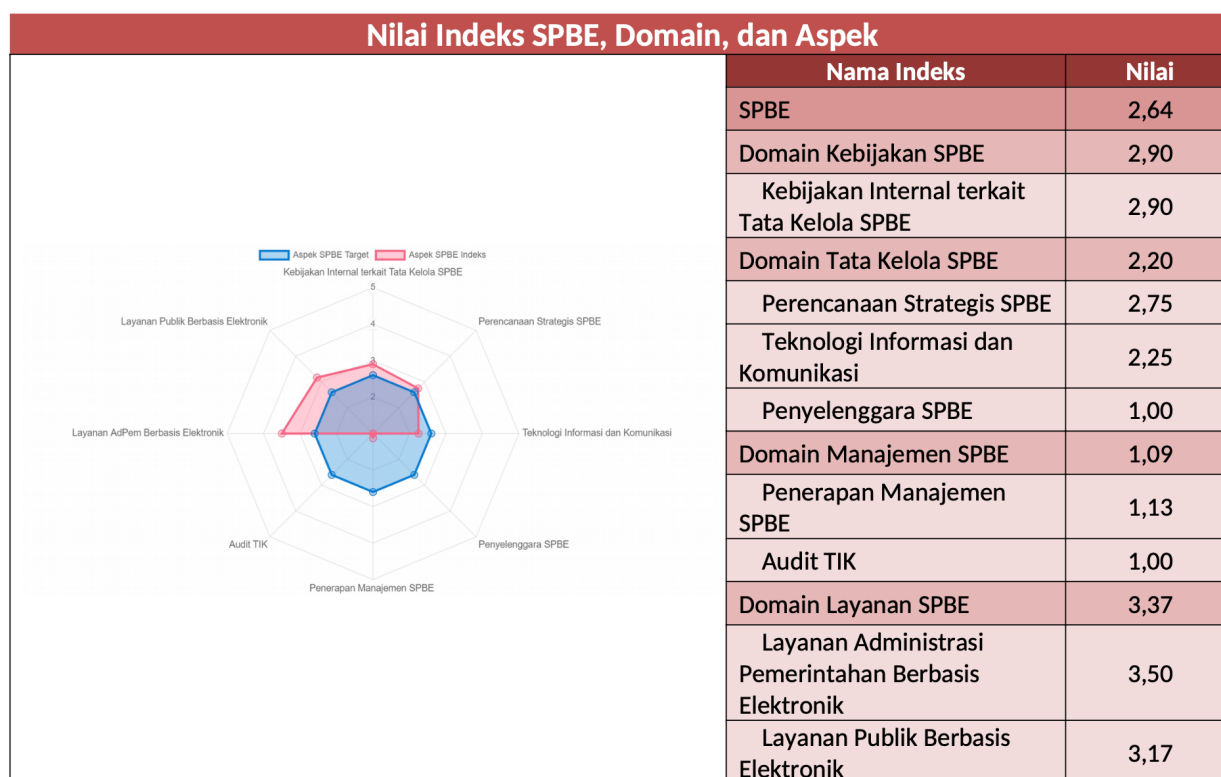 Nilai Indeks SPBE, Domain, dan Aspek
Aspek SPBE Target Aspek SPBE Indeks
Kebijakan Internal terkait Tata Kelola SPBE
5
Layanan Publik Berbasis Elektronik
Perencanaan Strategis SPBE
4
3
2
Layanan AdPem Berbasis Elektronik
Teknologi Informasi dan Komunikasi
Audit TIK
Penyelenggara SPBE
Penerapan Manajemen SPBE
Nama Indeks Nilai
SPBE 2,64
Domain Kebijakan SPBE 2,90
Kebijakan Internal terkait
Tata Kelola SPBE 2,90
Domain Tata Kelola SPBE 2,20
Perencanaan Strategis SPBE 2,75
Teknologi Informasi dan
Komunikasi 2,25
Penyelenggara SPBE 1,00
Domain Manajemen SPBE 1,09
Penerapan Manajemen
SPBE 1,13
Audit TIK 1,00
Domain Layanan SPBE 3,37
Layanan Administrasi
Pemerintahan Berbasis 3,50
Elektronik
Layanan Publik Berbasis
Elektronik 3,17